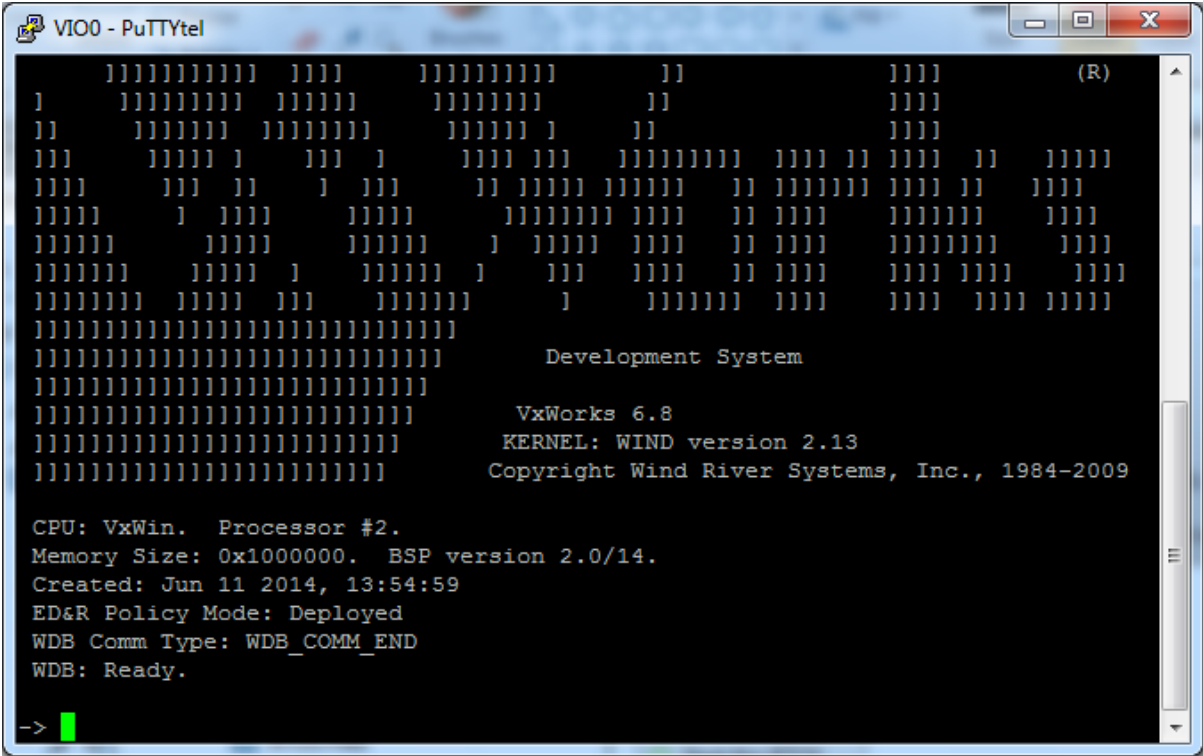 VIO0 - PuTTYtel
     ]]]]]]]]]]]  ]]]]     ]]]]]]]]]]       ]]              ]]]]         (R)
]     ]]]]]]]]]  ]]]]]]     ]]]]]]]]       ]]               ]]]]
]]     ]]]]]]]  ]]]]]]]]     ]]]]]] ]     ]]                ]]]]
]]]     ]]]]] ]    ]]]  ]     ]]]] ]]]   ]]]]]]]]]  ]]]] ]] ]]]]  ]]   ]]]]]
]]]]     ]]]  ]]    ]  ]]]     ]] ]]]]] ]]]]]]   ]] ]]]]]]] ]]]] ]]   ]]]]
]]]]]     ]  ]]]]     ]]]]]      ]]]]]]]] ]]]]   ]] ]]]]    ]]]]]]]    ]]]]
]]]]]]      ]]]]]     ]]]]]]    ]  ]]]]]  ]]]]   ]] ]]]]    ]]]]]]]]    ]]]]
]]]]]]]    ]]]]]  ]    ]]]]]]  ]    ]]]   ]]]]   ]] ]]]]    ]]]] ]]]]    ]]]]
]]]]]]]]  ]]]]]  ]]]    ]]]]]]]      ]     ]]]]]]]  ]]]]    ]]]]  ]]]] ]]]]]
]]]]]]]]]]]]]]]]]]]]]]]]]]]]]]
]]]]]]]]]]]]]]]]]]]]]]]]]]]]]       Development System
]]]]]]]]]]]]]]]]]]]]]]]]]]]]
]]]]]]]]]]]]]]]]]]]]]]]]]]]       VxWorks 6.8
]]]]]]]]]]]]]]]]]]]]]]]]]]       KERNEL: WIND version 2.13
]]]]]]]]]]]]]]]]]]]]]]]]]       Copyright Wind River Systems, Inc., 1984-2009
CPU: VxWin.  Processor #2.
Memory Size: 0x1000000.  BSP version 2.0/14.
Created: Jun 11 2014, 13:54:59
ED&R Policy Mode: Deployed
WDB Comm Type: WDB_COMM_END
WDB: Ready.
->